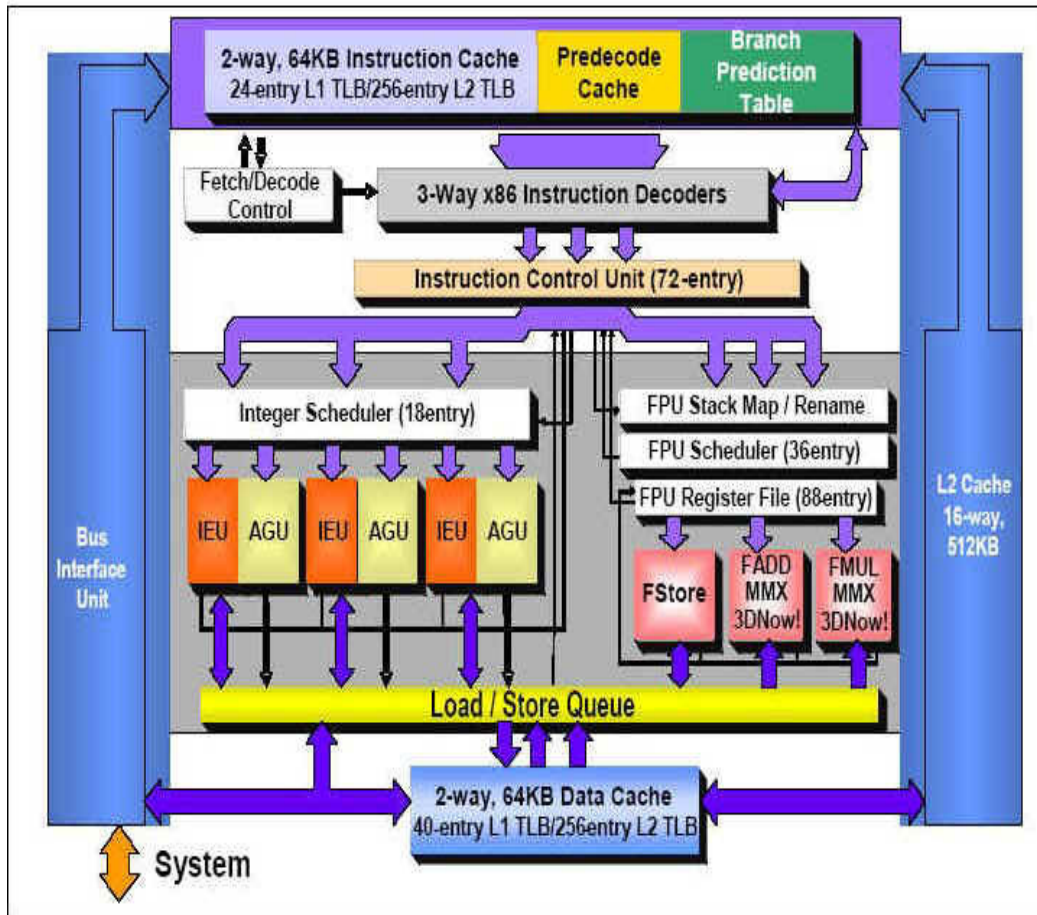 2-way, 64KB Instruction Cache
24-entry L1 TLB/256-entry L2 TLB
Predecode
Cache
Branch
Prediction
Table
Fetch/Decode
Control
3-Way x86 Instruction Decoders
Instruction Control Unit (72-entry)
Integer Scheduler (18entry)
FPU Stack Map / Rename
FPU Scheduler (36entry)
FPU Register File (88entry)
IEU
AGU
IEU
AGU
IEU
AGU
FStore
FADD
MMX
3DNow!
FMUL
MMX
3DNow!
Bus
Interface
Unit
L2 Cache
16-way,
512KB
Load / Store Queue
2-way, 64KB Data Cache
40-entry L1 TLB/256entry L2 TLB
System